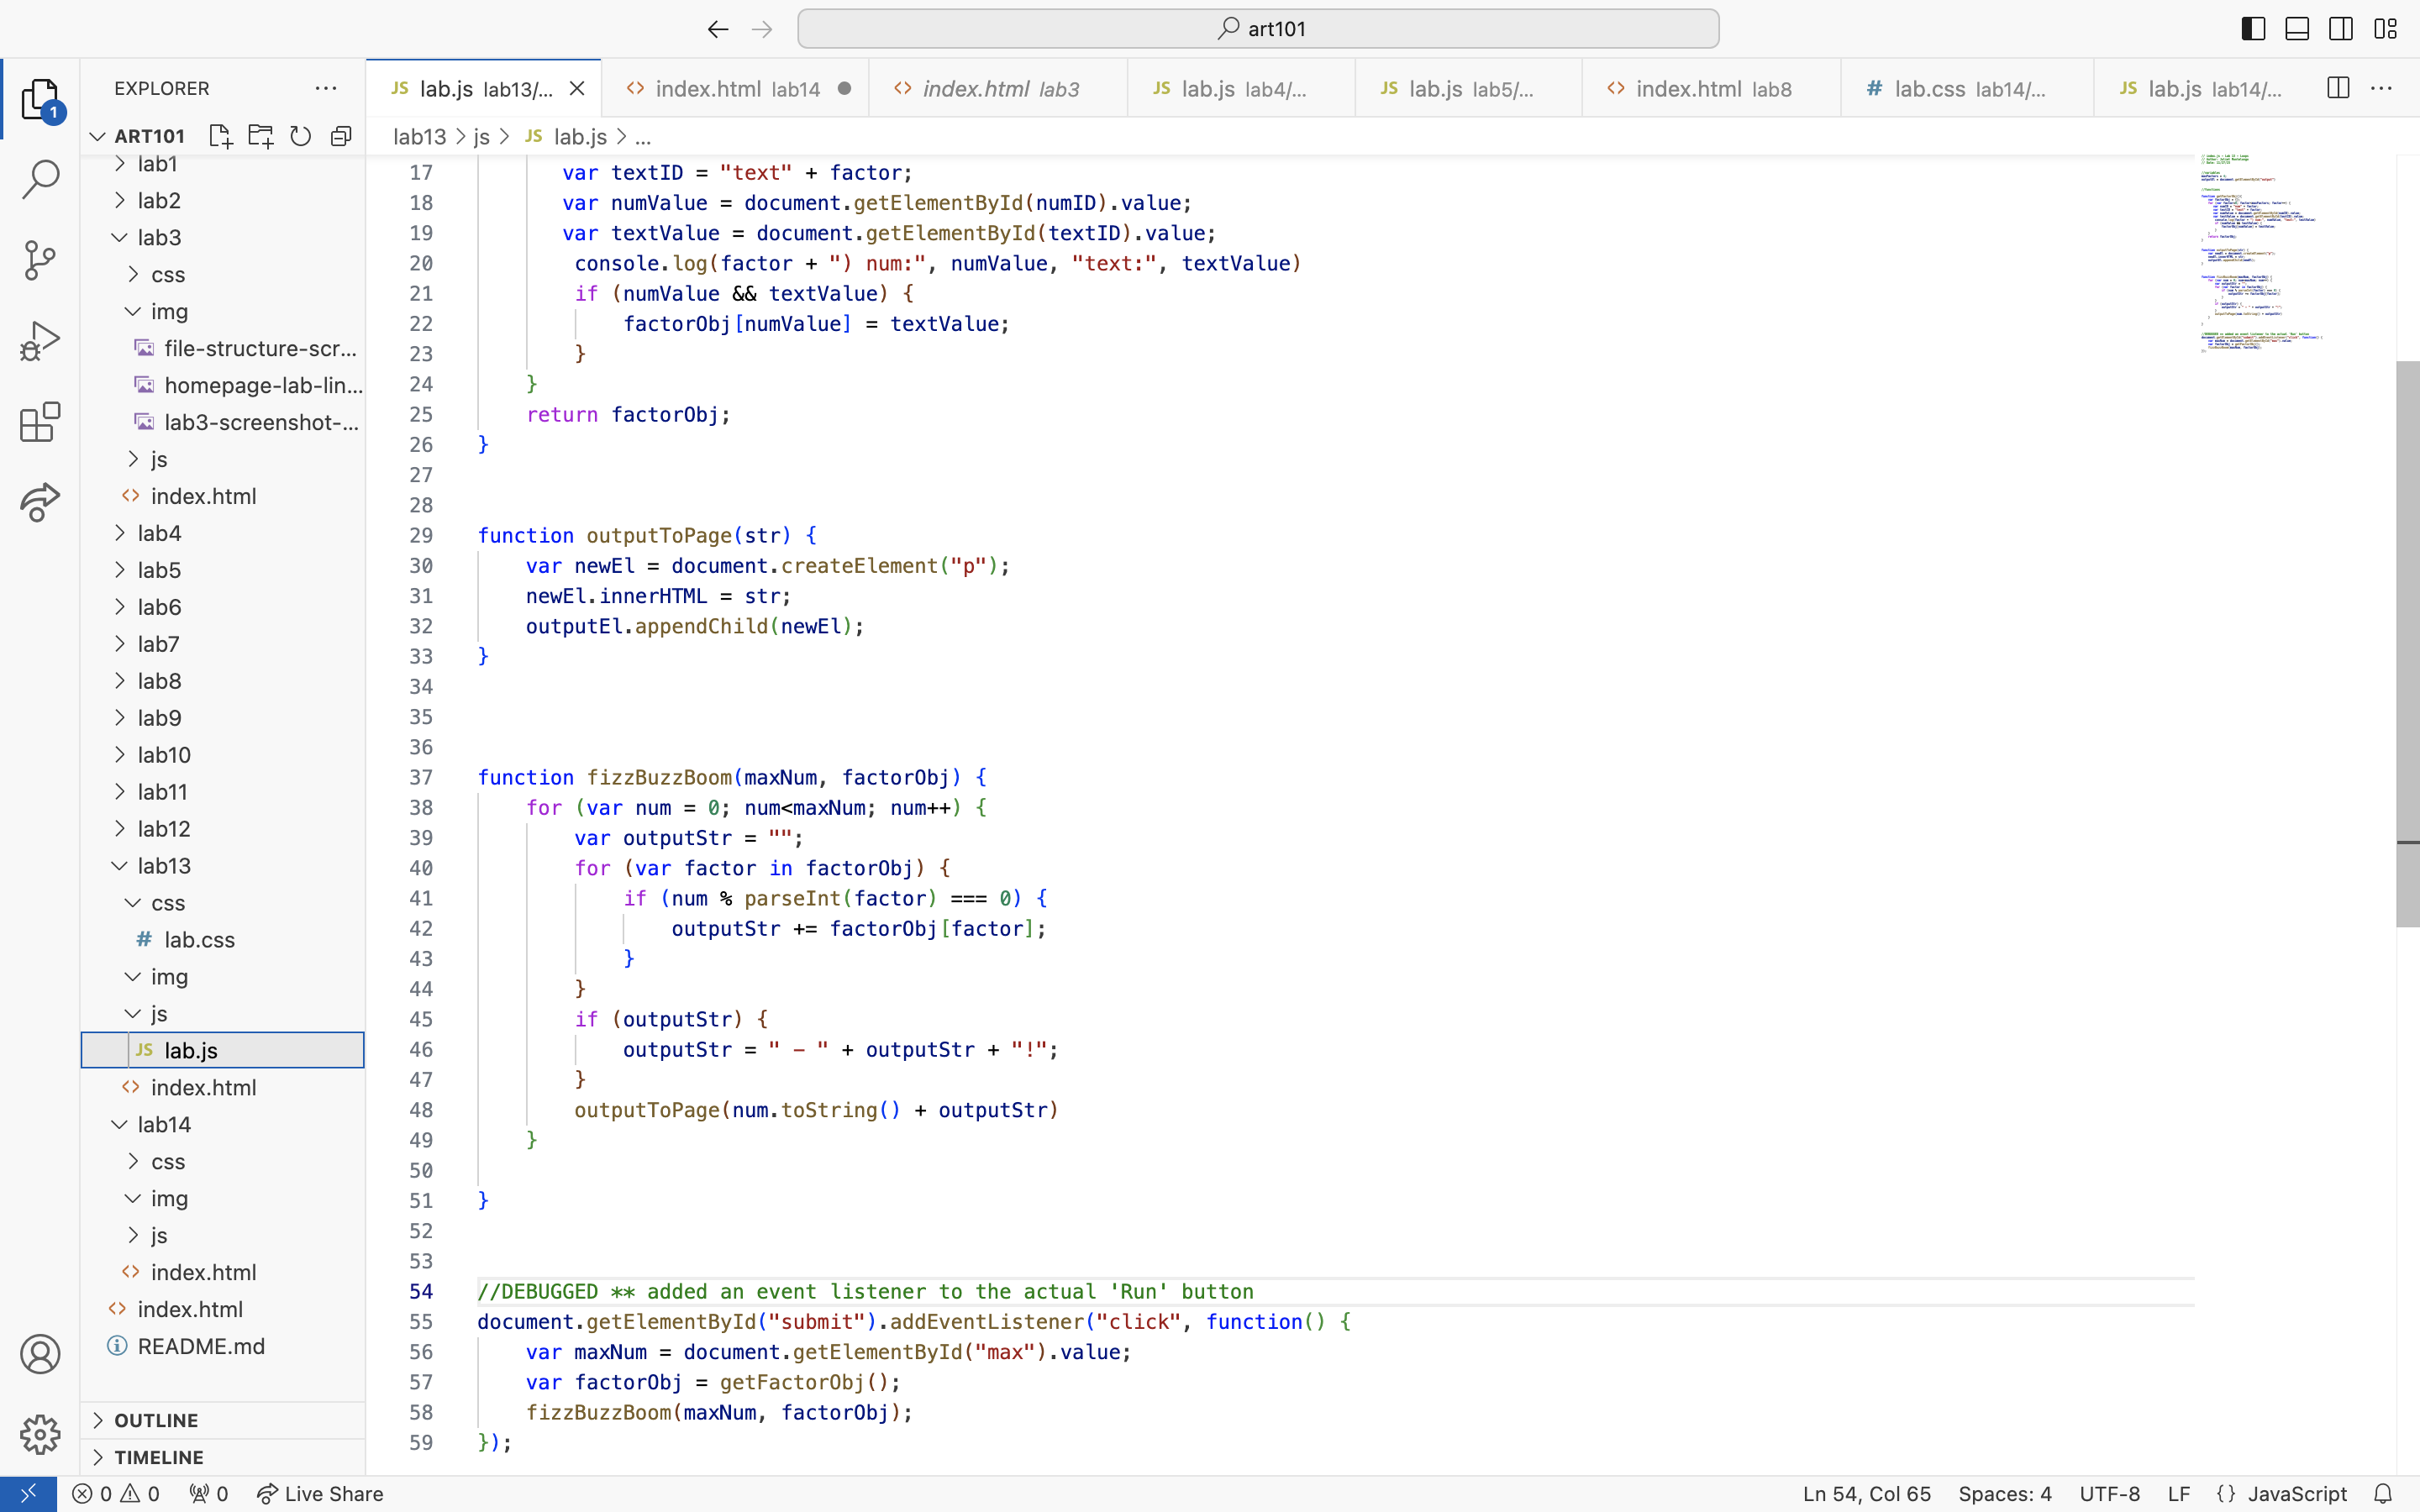 art101
EXPLORER
ART101
lab1
lab2
lab3
css
img
file-structure-scr...
homepage-lab-lin...
lab3-screenshot-...
js
index.html
lab4
lab5
lab6
lab7
lab8
lab9
lab10
lab11
lab12
lab13
css
lab.css
img
js
lab.js
index.html
lab14
css
img
js
index.html
index.html
README.md
OUTLINE
TIMELINE
JS lab.js lab13/...
index.html lab14
index.html lab3
JS lab.js lab4/...
JS lab.js lab5/...
index.html lab8
# lab.css lab14/...
JS lab.js lab14/...
lab13 > js > JS lab.js > ...
17 var textID = "text" + factor;
18 var numValue = document.getElementById(numID).value;
19 var textValue = document.getElementById(textID).value;
20 console.log(factor + ") num:", numValue, "text:", textValue)
21 if (numValue && textValue) {
22 factorObj[numValue] = textValue;
23 }
24 }
25 return factorObj;
26 }
27
28
29 function outputToPage(str) {
30 var newEl = document.createElement("p");
31 newEl.innerHTML = str;
32 outputEl.appendChild(newEl);
33 }
34
35
36
37 function fizzBuzzBoom(maxNum, factorObj) {
38 for (var num = 0; num<maxNum; num++) {
39 var outputStr = "";
40 for (var factor in factorObj) {
41 if (num % parseInt(factor) === 0) {
42 outputStr += factorObj[factor];
43 }
44 }
45 if (outputStr) {
46 outputStr = " – " + outputStr + "!";
47 }
48 outputToPage(num.toString() + outputStr)
49 }
50
51 }
52
53
54 //DEBUGGED ** added an event listener to the actual 'Run' button
55 document.getElementById("submit").addEventListener("click", function() {
56 var maxNum = document.getElementById("max").value;
57 var factorObj = getFactorObj();
58 fizzBuzzBoom(maxNum, factorObj);
59 });
1
0 0 0 Live Share
Ln 54, Col 65 Spaces: 4 UTF-8 LF {} JavaScript